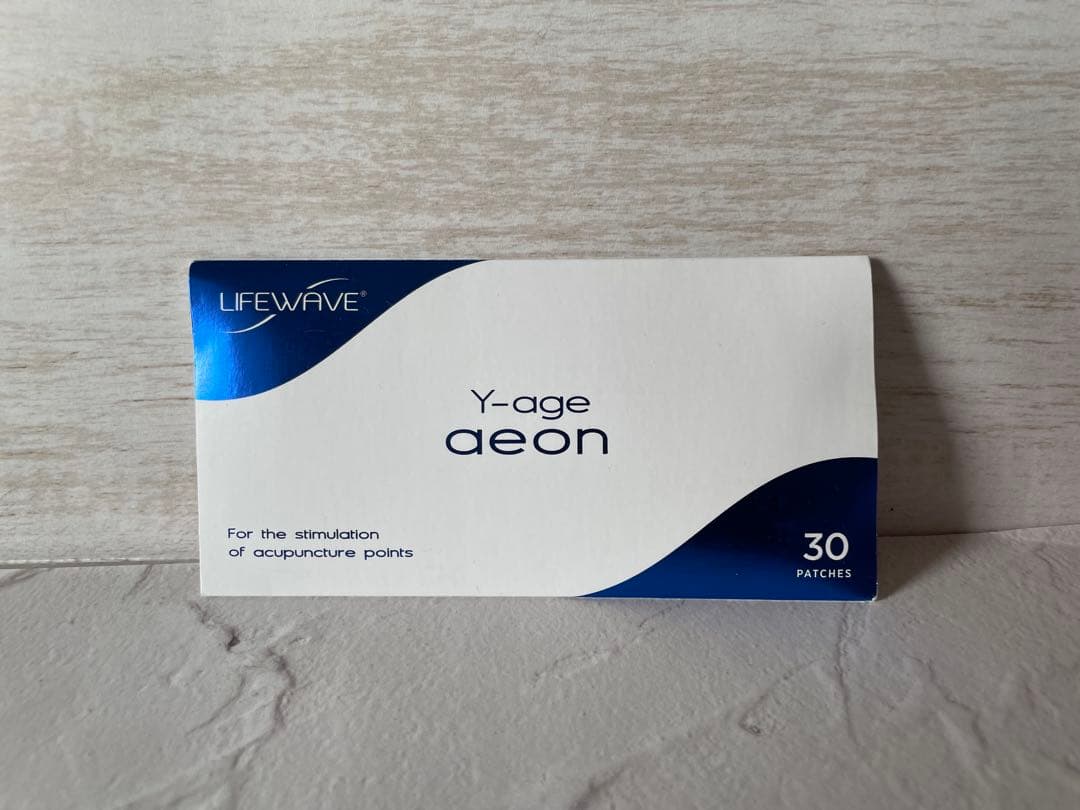 LIFEWAVE®
Y-age
aeon
For the stimulation
of acupuncture points
30
PATCHES